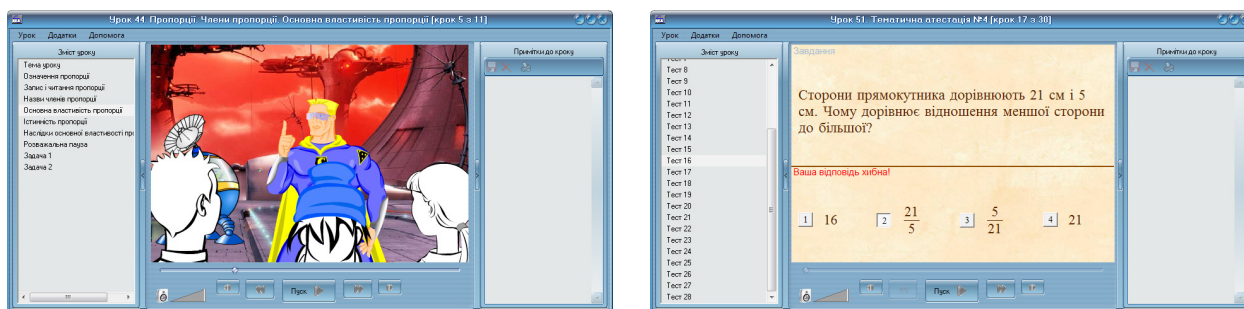 Урок 44. Пропорції. Члени пропорції. Основна властивість пропорції [крок 5 з 11]
Урок Додатки Допомога
Зміст уроку
Тема уроку
Означення пропорції
Запис і читання пропорції
Назви членів пропорції
Основна властивість пропорції
Істинність пропорції
Наслідки основної властивості про
Розважальна пауза
Задача 1
Задача 2
Пуск
Примітки до кроку
Урок 51. Тематична атестація №4 [крок 17 з 30]
Урок Додатки Допомога
Зміст уроку
Тест 8
Тест 9
Тест 10
Тест 11
Тест 12
Тест 13
Тест 14
Тест 15
Тест 16
Тест 17
Тест 18
Тест 19
Тест 20
Тест 21
Тест 22
Тест 23
Тест 24
Тест 25
Тест 26
Тест 27
Тест 28
Завдання
Сторони прямокутника дорівнюють 21 см і 5
см. Чому дорівнює відношення меншої сторони
до більшої?
Ваша відповідь хибна!
1 16 2 21/5 3 5/21 4 21
Пуск
Примітки до кроку